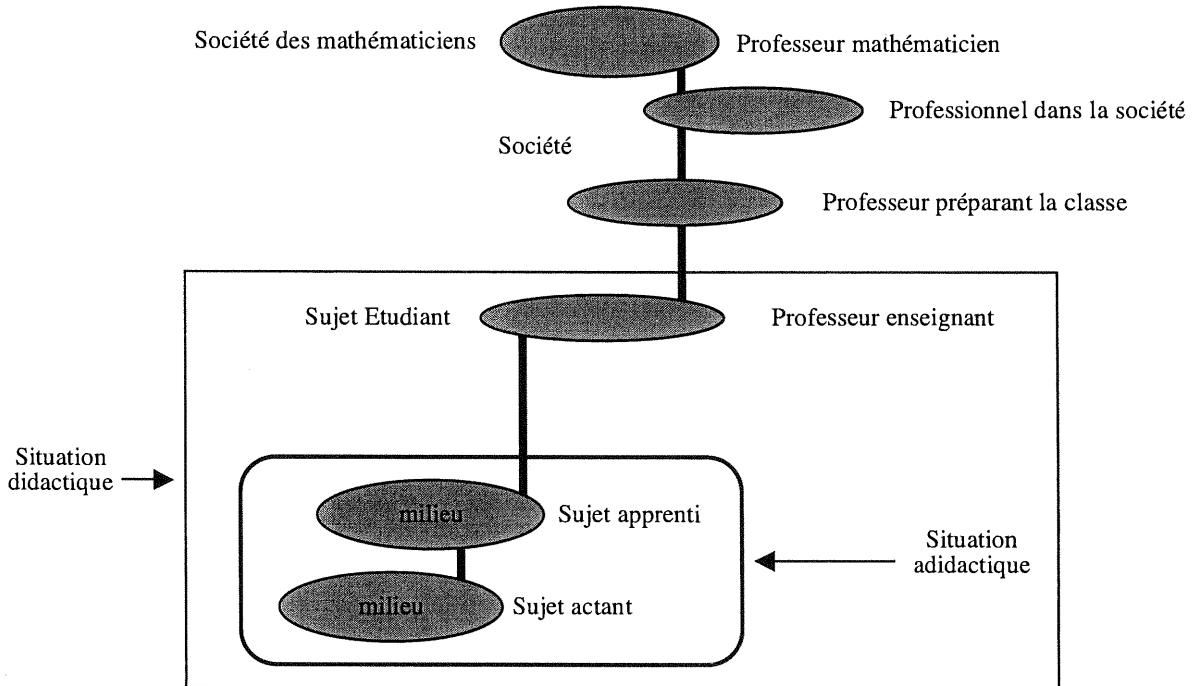 Société des mathématiciens
Professeur mathématicien
Professionnel dans la société
Société
Professeur préparant la classe
Sujet Etudiant
Professeur enseignant
Situation
didactique
milieu
Sujet apprenti
Situation
adidactique
milieu
Sujet actant